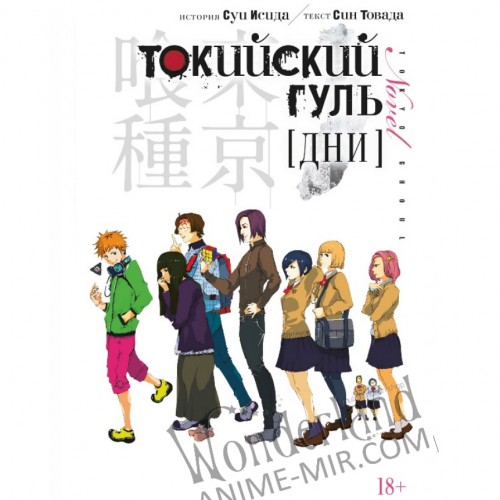 история Суи Исида / текст Син Товада
喰東
種京
ТОКИЙСКИЙ
ГУЛЬ
[ДНИ]
Novel
TOKYO GHOUL
Wonderland
ANIME-MIR.COM
18+